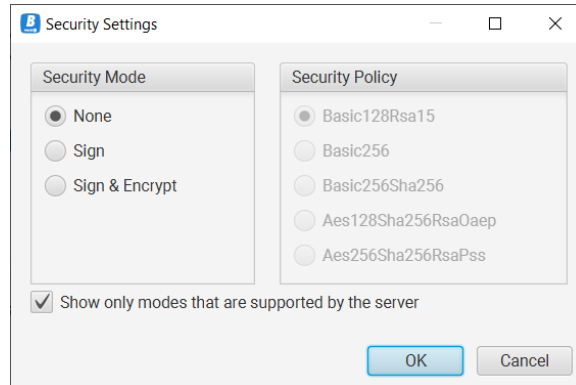 Security Settings
Security Mode
None
Sign
Sign & Encrypt
Security Policy
Basic128Rsa15
Basic256
Basic256Sha256
Aes128Sha256RsaOaep
Aes256Sha256RsaPss
Show only modes that are supported by the server
OK
Cancel